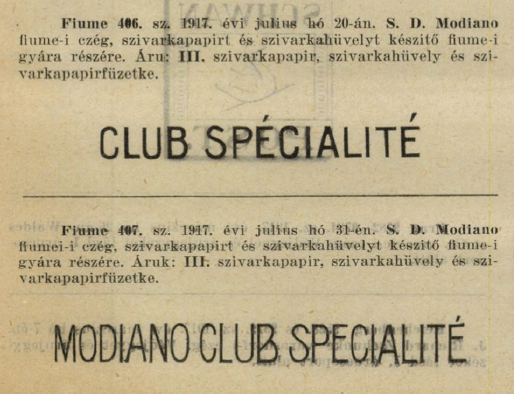 Fiume 406. sz. 1917. évi julius hó 20-án. S. D. Modiano
fiume-i czég, szivarkapapirt és szivarkahüvelyt készitő fiume-i
gyára részére. Áru: III. szivarkapapir, szivarkahüvely és szi-
varkapapirfüzetke.
CLUB SPÉCIALITÉ
Fiume 407. sz. 1917. évi julius hó 31-én. S. D. Modiano
fiumei-i czég, szivarkapapirt és szivarkahüvelyt készitő fiume-i
gyára részére. Áruk: III. szivarkapapir, szivarkahüvely és szi-
varkapapirfüzetke.
MODIANO CLUB SPECIALITÉ